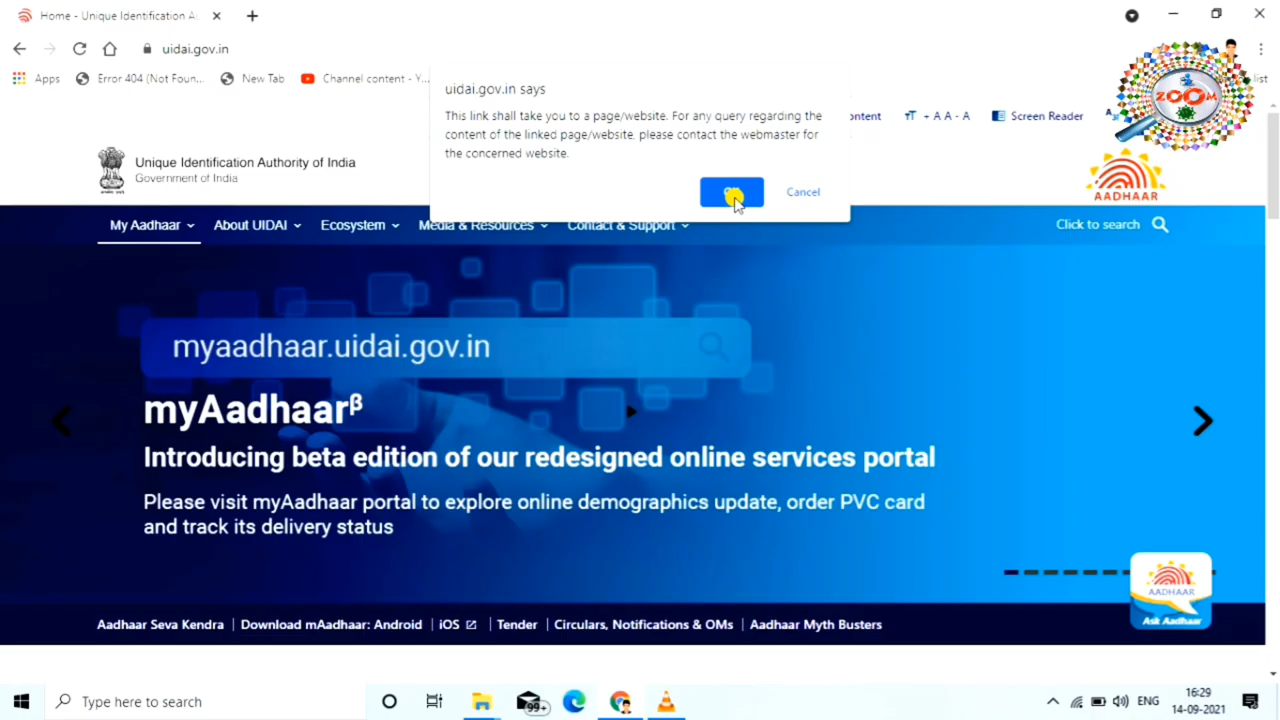 Home - Unique Identification Au
uidai.gov.in
Apps
Error 404 (Not Foun...
New Tab
Channel content - Y...
list
uidai.gov.in says
This link shall take you to a page/website. For any query regarding the
content of the linked page/website, please contact the webmaster for
the concerned website.
Cancel
ontent
тT + A A - A
Screen Reader
ZOOM
Unique Identification Authority of India
Government of India
AADHAAR
My Aadhaar
About UIDAI
Ecosystem
Media & Resources
Contact & Support
Click to search
myaadhaar.uidai.gov.in
myAadhaarβ
Introducing beta edition of our redesigned online services portal
Please visit myAadhaar portal to explore online demographics update, order PVC card
and track its delivery status
AADHAAR
Ask Aadhaar
Aadhaar Seva Kendra | Download mAadhaar: Android | iOS | Tender | Circulars, Notifications & OMs | Aadhaar Myth Busters
Type here to search
99+
ENG
16:29
14-09-2021